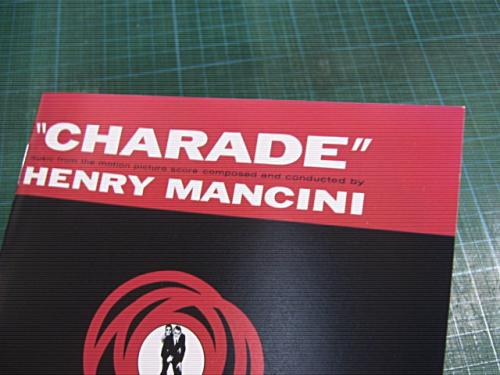 "CHARADE"
music from the motion picture score composed and conducted by
HENRY MANCINI